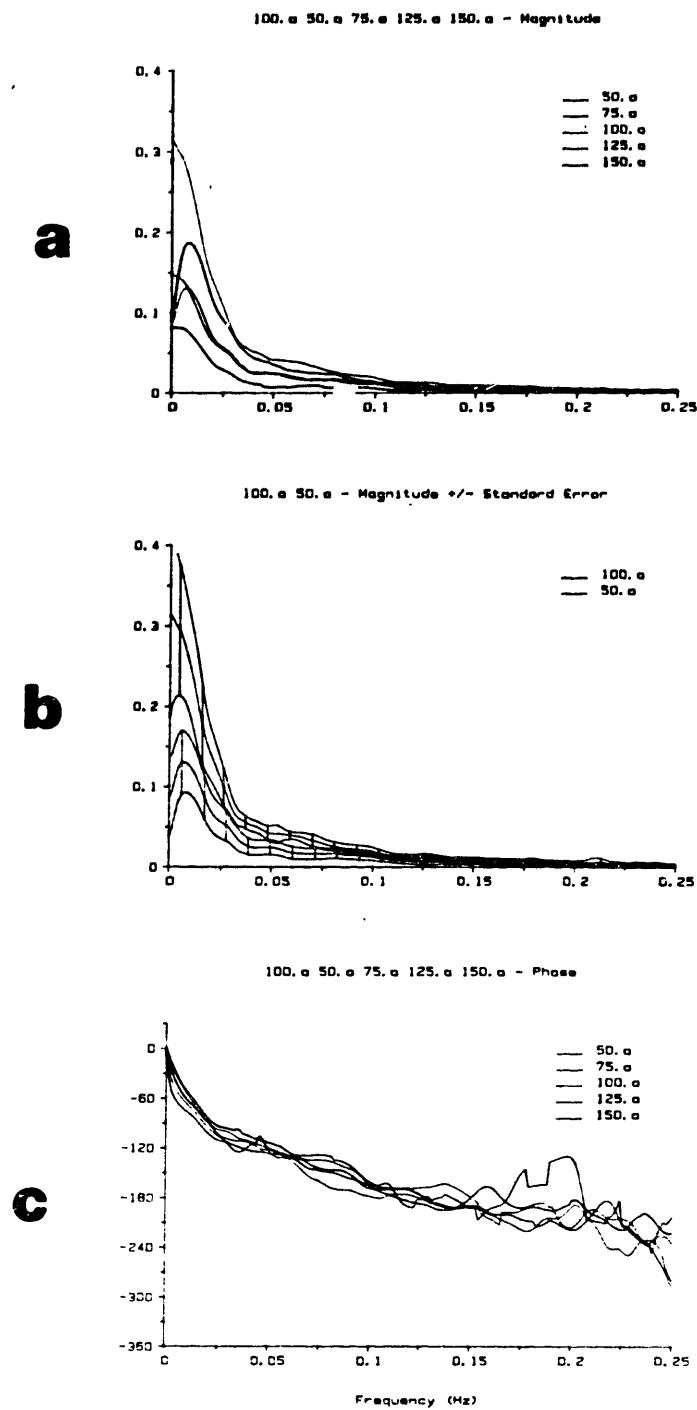 100.a 50.a 75.a 125.a 150.a - Magnitude
0.4
0.3
0.2
0.1
0
50.a
75.a
100.a
125.a
150.a
a
0 0.05 0.1 0.15 0.2 0.25
100.a 50.a - Magnitude +/- Standard Error
0.4
0.3
0.2
0.1
0
100.a
50.a
b
0 0.05 0.1 0.15 0.2 0.25
100.a 50.a 75.a 125.a 150.a - Phase
0
-60
-120
-180
-240
-300
-360
50.a
75.a
100.a
125.a
150.a
c
0 0.05 0.1 0.15 0.2 0.25
Frequency (Hz)